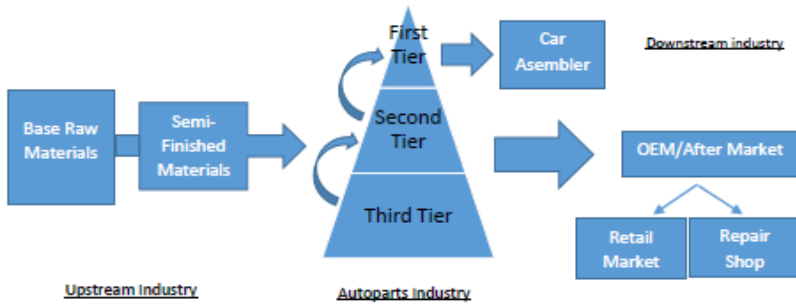 Base Raw
Materials
Semi-
Finished
Materials
Upstream Industry
First
Tier
Second
Tier
Third Tier
Autoparts Industry
Car
Asembler
Downstream industry
OEM/After Market
Retail
Market
Repair
Shop